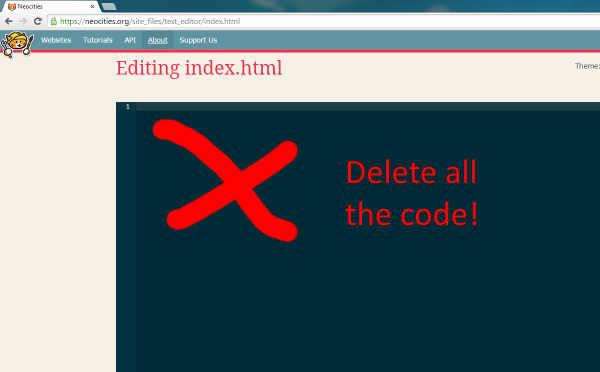 Neocities
https://neocities.org/site_files/text_editor/index.html
Websites Tutorials API About Support Us
Editing index.html
Theme:
1
Delete all
the code!